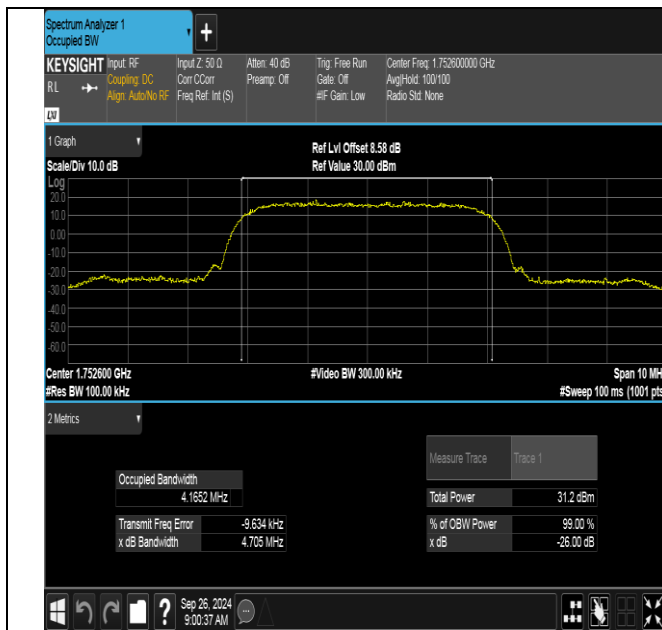 Spectrum Analyzer 1
Occupied BW
+
KEYSIGHT
RL
LXI
Input: RF
Coupling: DC
Align: Auto/No RF
Input Z: 50 Ω
Corr CCorr
Freq Ref: Int (S)
Atten: 40 dB
Preamp: Off
Trig: Free Run
Gate: Off
#IF Gain: Low
Center Freq: 1.752600000 GHz
Avg|Hold: 100/100
Radio Std: None
1 Graph
Scale/Div 10.0 dB
Ref Lvl Offset 8.58 dB
Ref Value 30.00 dBm
Log
20.0
10.0
0.00
-10.0
-20.0
-30.0
-40.0
-50.0
-60.0
Center 1.752600 GHz
#Video BW 300.00 kHz
Span 10 MH
#Res BW 100.00 kHz
#Sweep 100 ms (1001 pts
2 Metrics
Measure Trace Trace 1
Occupied Bandwidth
4.1652 MHz
Total Power 31.2 dBm
Transmit Freq Error -9.634 kHz
% of OBW Power 99.00 %
x dB Bandwidth 4.705 MHz
x dB -26.00 dB
?
Sep 26, 2024
9:00:37 AM